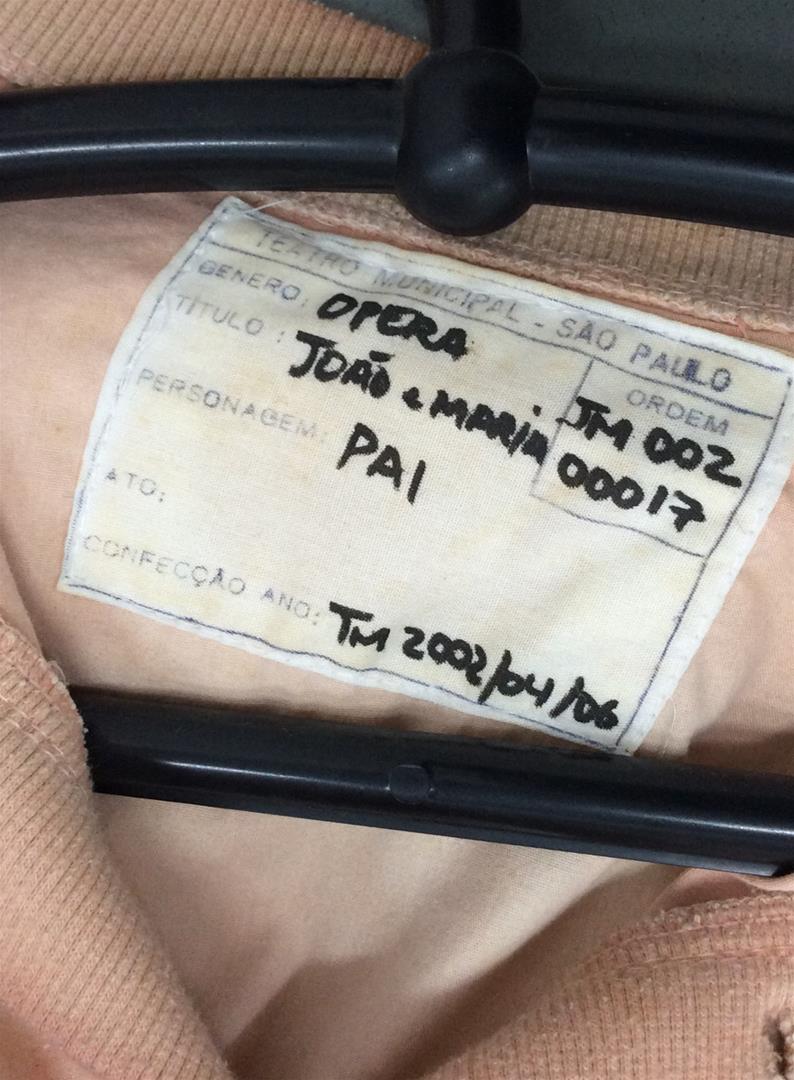 TEATRO MUNICIPAL - SÃO PAULO
GENERO: OPERA
TÍTULO: JOÃO e MARIA
ORDEM
JM 002
00017
PERSONAGEM: PAI
ATO:
CONFECÇÃO ANO: TM 2002/04/06